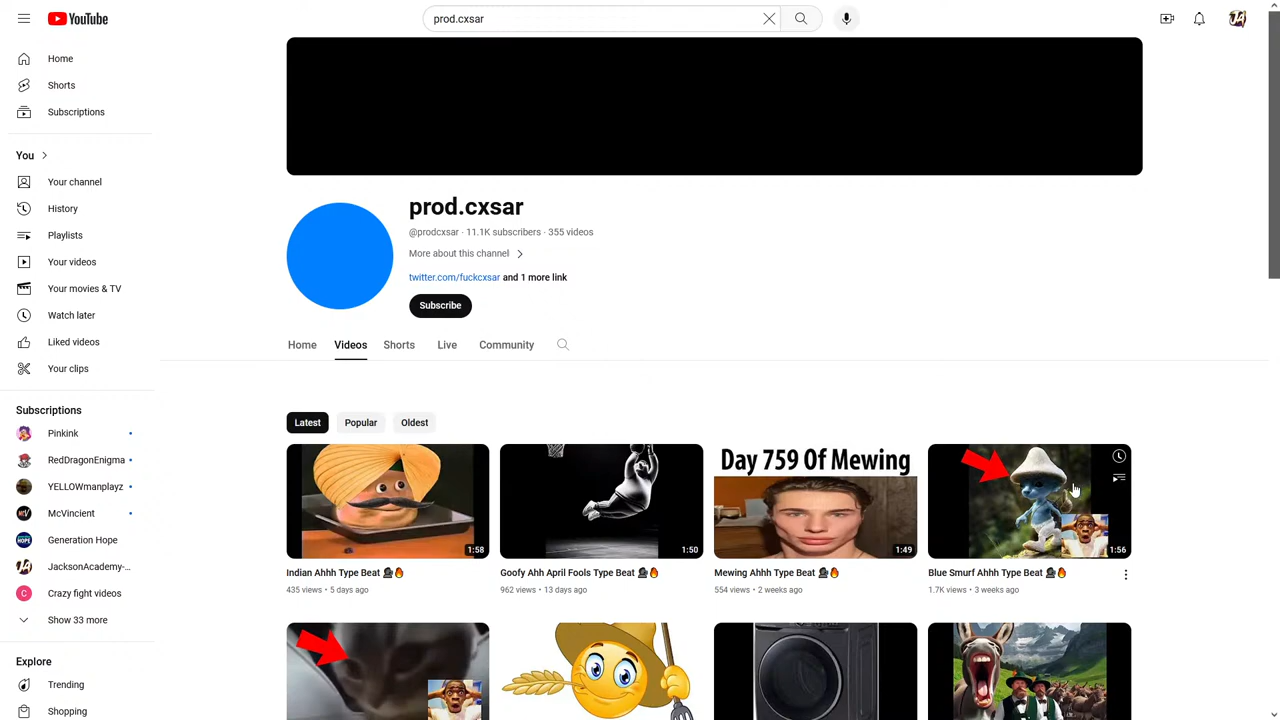 YouTube
prod.cxsar
Home
Shorts
Subscriptions
You
Your channel
History
Playlists
Your videos
Your movies & TV
Watch later
Liked videos
Your clips
Subscriptions
Pinkink
RedDragonEnigma
YELLOWmanplayz
McVincient
Generation Hope
JacksonAcademy-...
Crazy fight videos
Show 33 more
Explore
Trending
Shopping
prod.cxsar
@prodcxsar · 11.1K subscribers · 355 videos
More about this channel
twitter.com/fuckcxsar and 1 more link
Subscribe
Home Videos Shorts Live Community
Latest Popular Oldest
1:58
Indian Ahhh Type Beat
435 views • 5 days ago
1:50
Goofy Ahh April Fools Type Beat
962 views • 13 days ago
Day 759 Of Mewing
1:49
Mewing Ahhh Type Beat
554 views • 2 weeks ago
1:56
Blue Smurf Ahhh Type Beat
1.7K views • 3 weeks ago